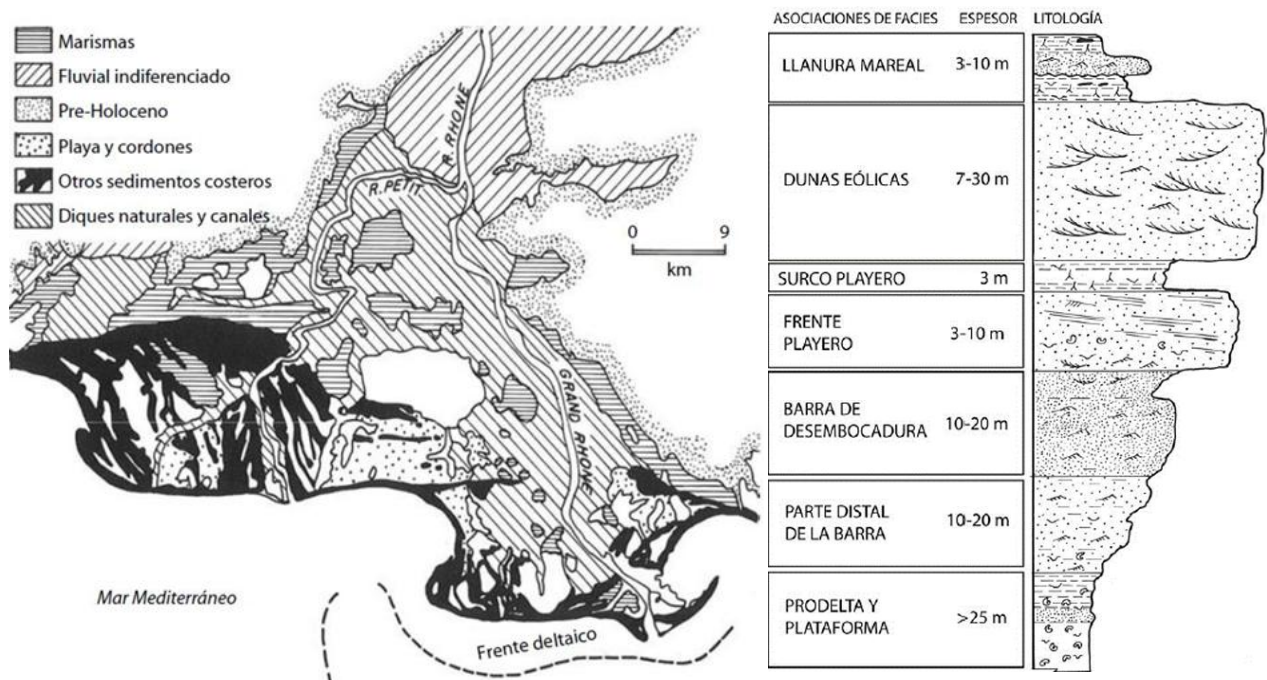 Marismas
Fluvial indiferenciado
Pre-Holoceno
Playa y cordones
Otros sedimentos costeros
Diques naturales y canales
R. RHONE
R. PETIT
0 9
km
GRAND RHONE
Mar Mediterráneo
Frente deltaico
ASOCIACIONES DE FACIES ESPESOR LITOLOGÍA
LLANURA MAREAL 3-10 m
DUNAS EÓLICAS 7-30 m
SURCO PLAYERO 3 m
FRENTE
PLAYERO 3-10 m
BARRA DE
DESEMBOCADURA 10-20 m
PARTE DISTAL
DE LA BARRA 10-20 m
PRODELTA Y
PLATAFORMA >25 m